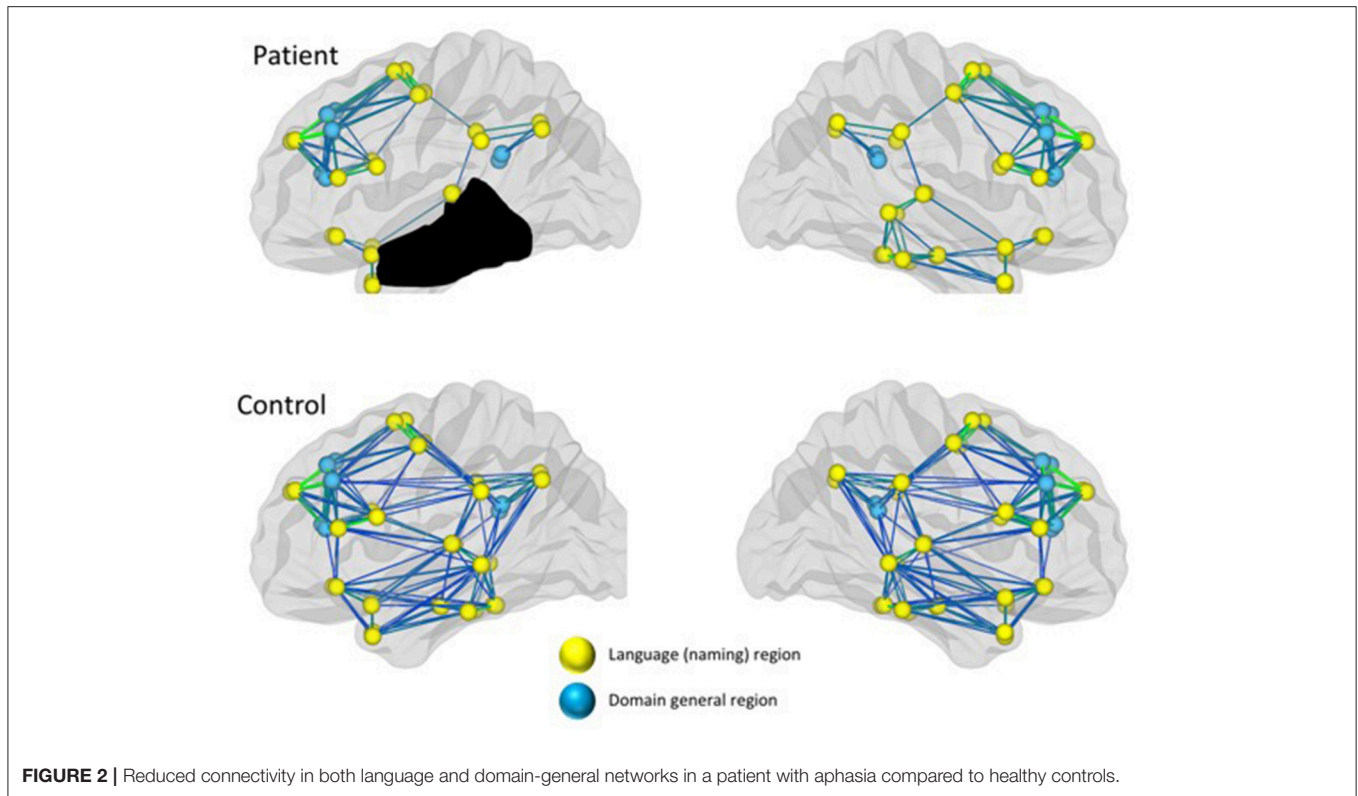 Patient
Control
Language (naming) region
Domain general region
FIGURE 2 | Reduced connectivity in both language and domain-general networks in a patient with aphasia compared to healthy controls.